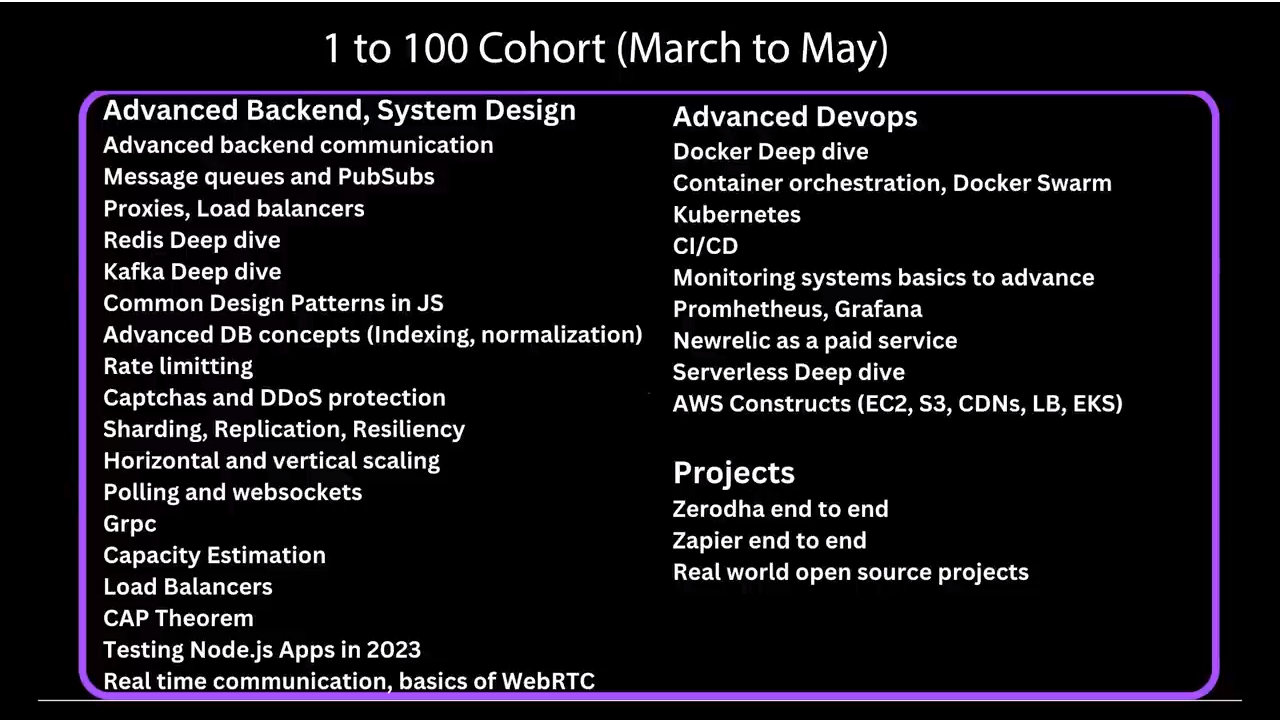 1 to 100 Cohort (March to May)
Advanced Backend, System Design
Advanced backend communication
Message queues and PubSubs
Proxies, Load balancers
Redis Deep dive
Kafka Deep dive
Common Design Patterns in JS
Advanced DB concepts (Indexing, normalization)
Rate limitting
Captchas and DDoS protection
Sharding, Replication, Resiliency
Horizontal and vertical scaling
Polling and websockets
Grpc
Capacity Estimation
Load Balancers
CAP Theorem
Testing Node.js Apps in 2023
Real time communication, basics of WebRTC
Advanced Devops
Docker Deep dive
Container orchestration, Docker Swarm
Kubernetes
CI/CD
Monitoring systems basics to advance
Promhetheus, Grafana
Newrelic as a paid service
Serverless Deep dive
AWS Constructs (EC2, S3, CDNs, LB, EKS)
Projects
Zerodha end to end
Zapier end to end
Real world open source projects